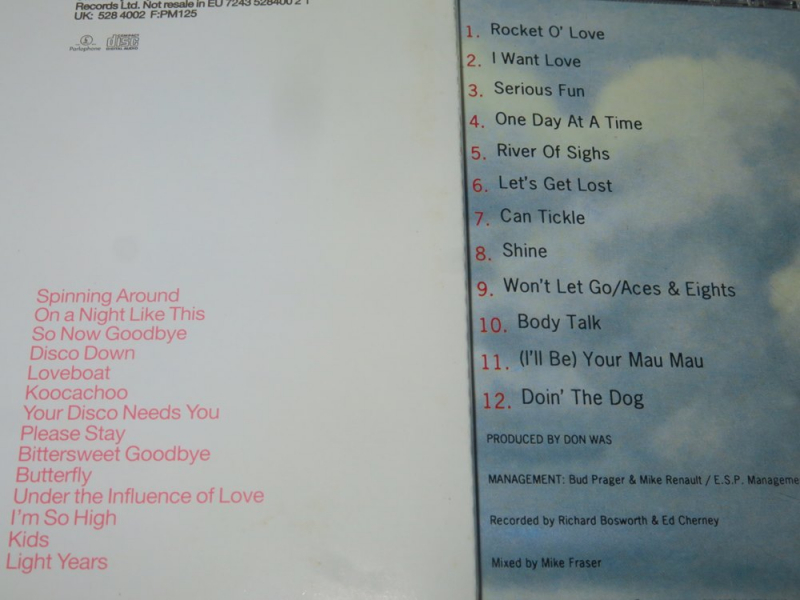 Records Ltd. Not resale in EU 7243 528400 2 1
UK: 528 4002 F:PM125
Parlophone
COMPACT
disc
DIGITAL AUDIO
Spinning Around
On a Night Like This
So Now Goodbye
Disco Down
Loveboat
Koocachoo
Your Disco Needs You
Please Stay
Bittersweet Goodbye
Butterfly
Under the Influence of Love
I'm So High
Kids
Light Years
1. Rocket O' Love
2. I Want Love
3. Serious Fun
4. One Day At A Time
5. River Of Sighs
6. Let's Get Lost
7. Can Tickle
8. Shine
9. Won't Let Go/Aces & Eights
10. Body Talk
11. (I'll Be) Your Mau Mau
12. Doin' The Dog
PRODUCED BY DON WAS
MANAGEMENT: Bud Prager & Mike Renault / E.S.P. Manageme
Recorded by Richard Bosworth & Ed Cherney
Mixed by Mike Fraser